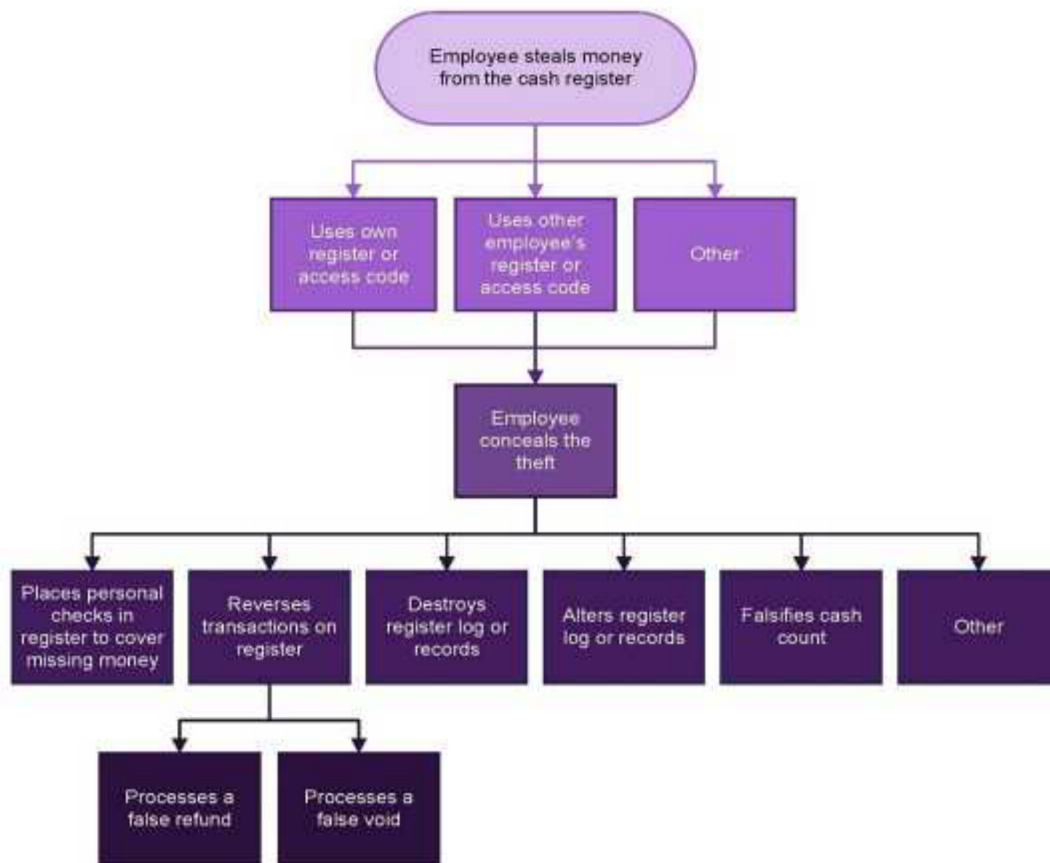 Employee steals money
from the cash register
Uses own
register or
access code
Uses other
employee's
register or
access code
Other
Employee
conceals the
theft
Places personal
checks in
register to cover
missing money
Reverses
transactions on
register
Destroys
register log or
records
Alters register
log or records
Falsifies cash
count
Other
Processes a
false refund
Processes a
false void